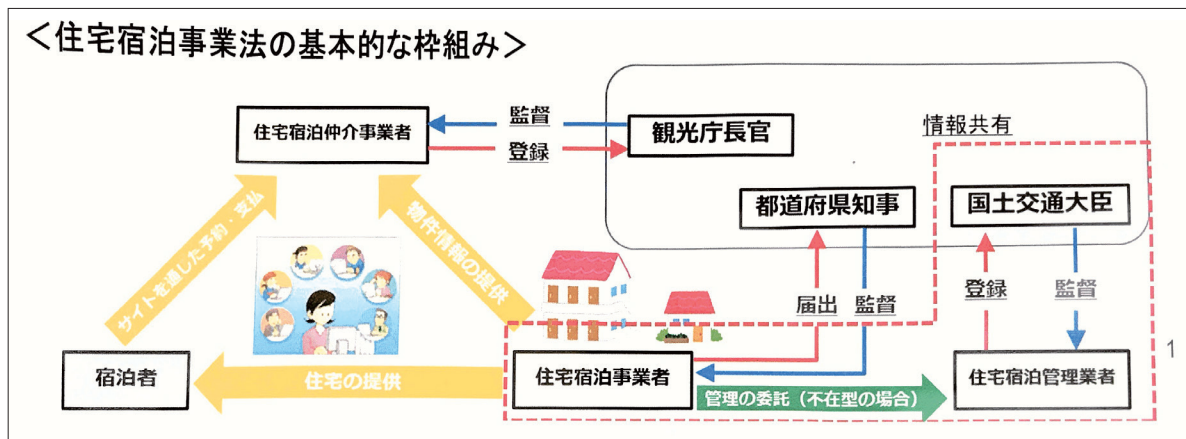 <住宅宿泊事業法の基本的な枠組み>
住宅宿泊仲介事業者
監督
登録
観光庁長官
情報共有
都道府県知事
国土交通大臣
サイトを通した予約・支払
物件情報の提供
届出
監督
登録
監督
宿泊者
住宅の提供
住宅宿泊事業者
管理の委託（不在型の場合）
住宅宿泊管理業者
1